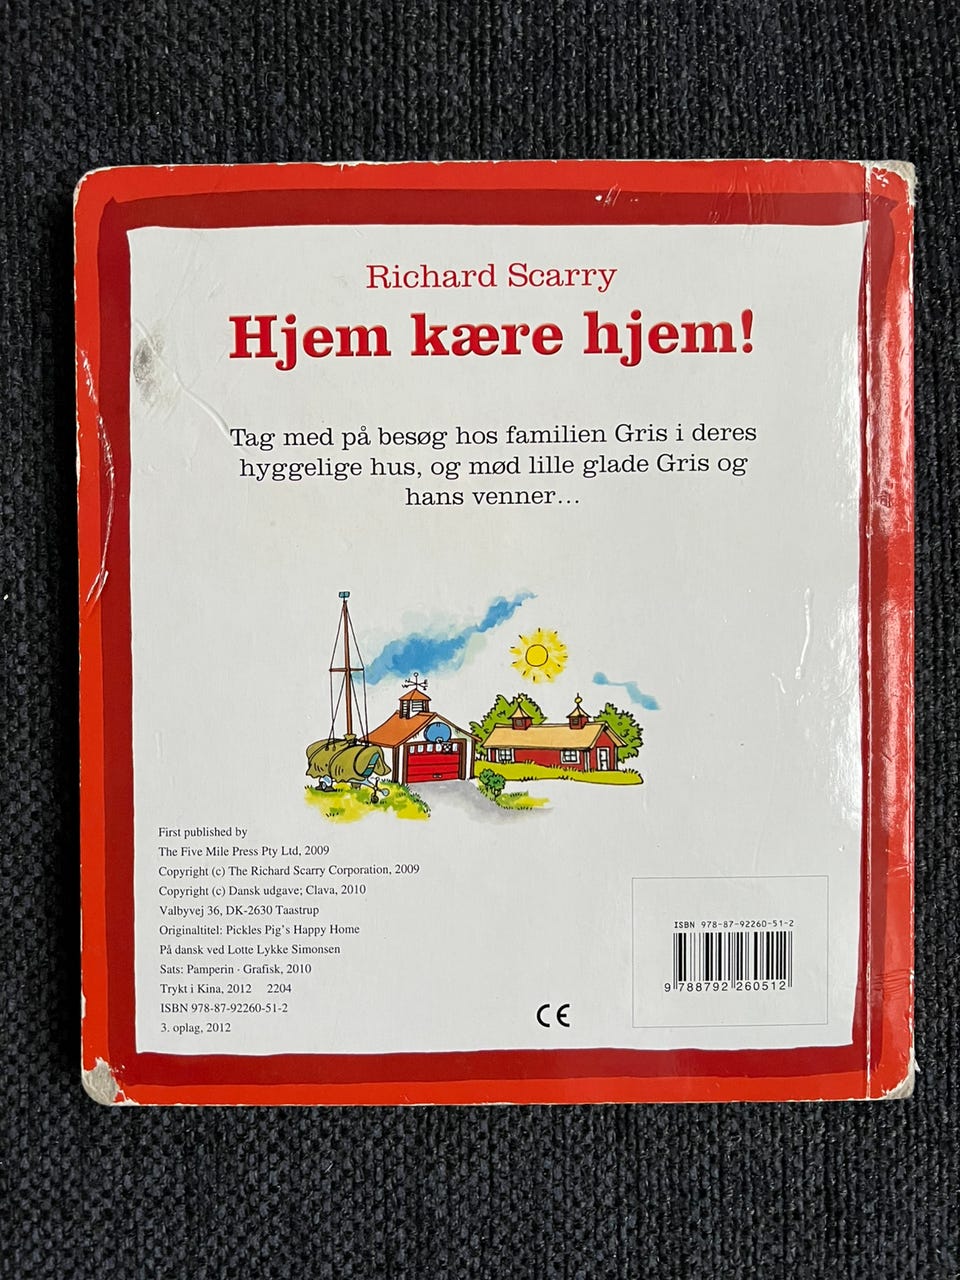 Richard Scarry
Hjem kære hjem!
Tag med på besøg hos familien Gris i deres
hyggelige hus, og mød lille glade Gris og
hans venner...
First published by
The Five Mile Press Pty Ltd, 2009
Copyright (c) The Richard Scarry Corporation, 2009
Copyright (c) Dansk udgave; Clava, 2010
Valbyvej 36, DK-2630 Taastrup
Originaltitel: Pickles Pig's Happy Home
På dansk ved Lotte Lykke Simonsen
Sats: Pamperin · Grafisk, 2010
Trykt i Kina, 2012 2204
ISBN 978-87-92260-51-2
3. oplag, 2012
CE
ISBN 978-87-92260-51-2
9 788792 260512